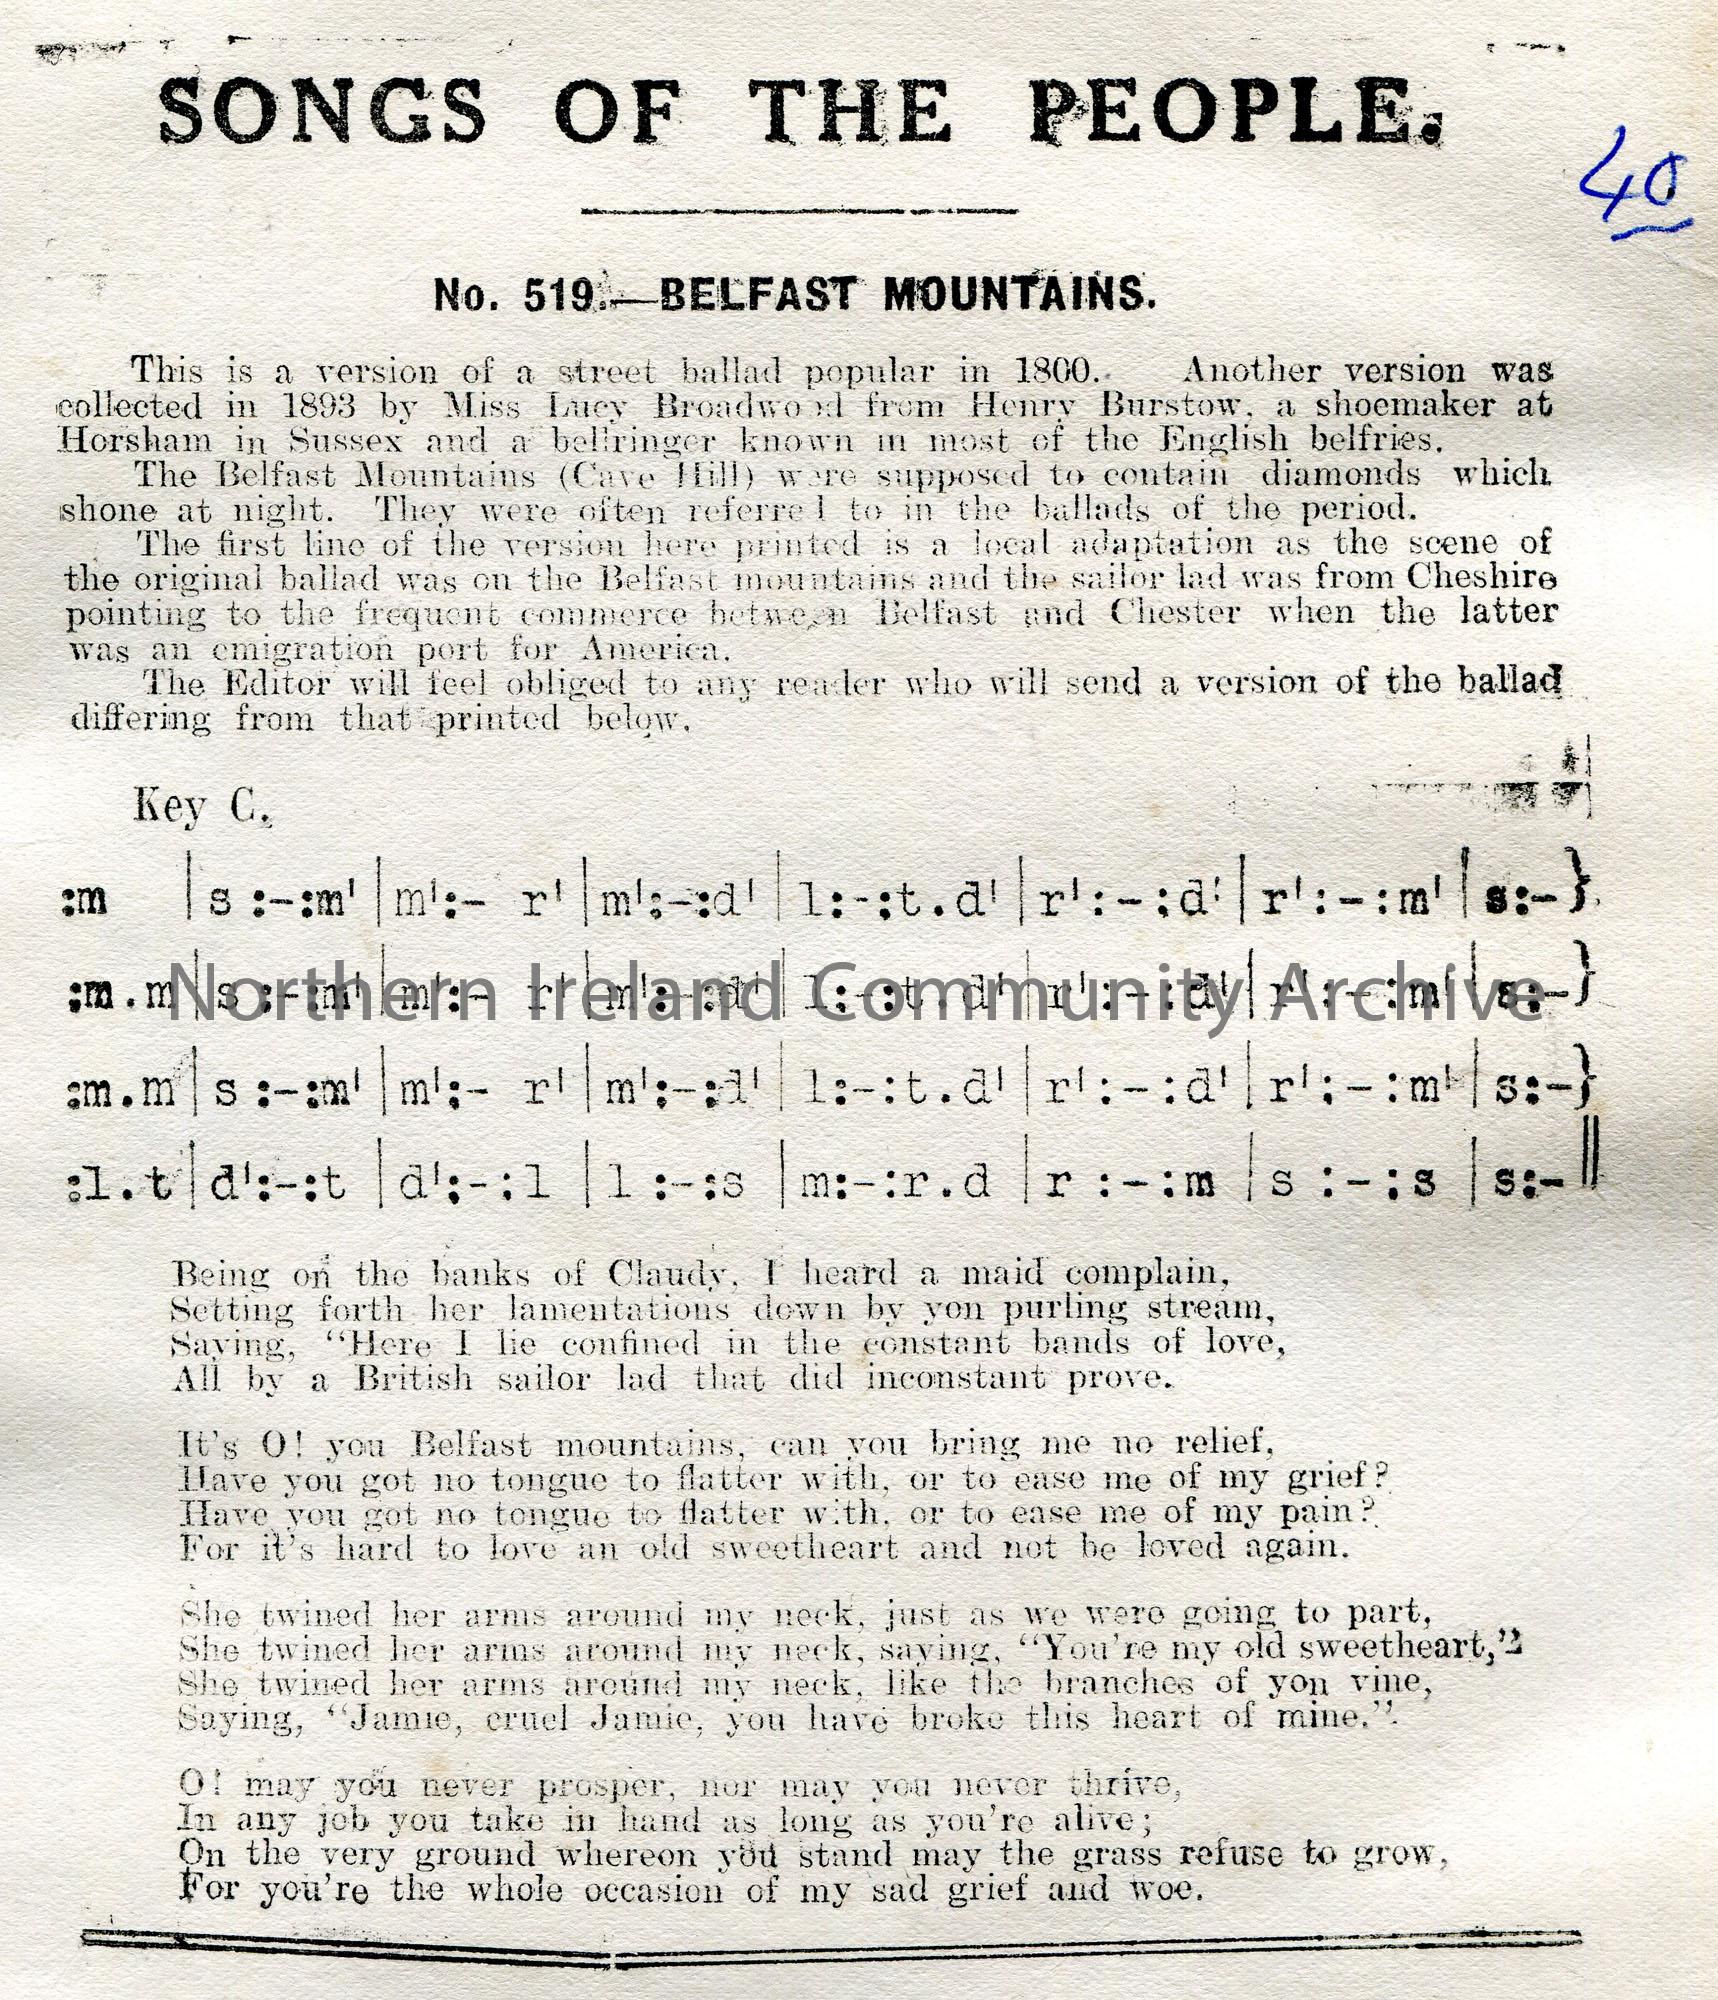 SONGS OF THE PEOPLE.
40
No. 519.—BELFAST MOUNTAINS.
This is a version of a street ballad popular in 1800. Another version was
collected in 1893 by Miss Lucy Broadwood from Henry Burstow, a shoemaker at
Horsham in Sussex and a bellringer known in most of the English belfries.
The Belfast Mountains (Cave Hill) were supposed to contain diamonds which
shone at night. They were often referred to in the ballads of the period.
The first line of the version here printed is a local adaptation as the scene of
the original ballad was on the Belfast mountains and the sailor lad was from Cheshire
pointing to the frequent commerce between Belfast and Chester when the latter
was an emigration port for America.
The Editor will feel obliged to any reader who will send a version of the ballad
differing from that printed below.
Key C.
:m | s :-:m' | m':- r' | m':-:d' | l:-:t.d' | r':-:d' | r':-:m' | s:- }
:m.m | s :-:m' | m':- r' | m':-:d' | l:-:t.d' | r':-:d' | r':-:m' | s:- }
:m.m | s :-:m' | m':- r' | m':-:d' | l:-:t.d' | r':-:d' | r':-:m' | s:- }
:l.t | d':-:t | d':-:l | l :-:s | m:-:r.d | r :-:m | s :-:s | s:- ||
Northern Ireland Community Archive
Being on the banks of Claudy, I heard a maid complain,
Setting forth her lamentations down by yon purling stream,
Saying, “Here I lie confined in the constant bands of love,
All by a British sailor lad that did inconstant prove.
It's O! you Belfast mountains, can you bring me no relief,
Have you got no tongue to flatter with, or to ease me of my grief?
Have you got no tongue to flatter with, or to ease me of my pain?
For it's hard to love an old sweetheart and not be loved again.
She twined her arms around my neck, just as we were going to part,
She twined her arms around my neck, saying, “You're my old sweetheart,”
She twined her arms around my neck, like the branches of yon vine,
Saying, “Jamie, cruel Jamie, you have broke this heart of mine.”
O! may you never prosper, nor may you never thrive,
In any job you take in hand as long as you're alive;
On the very ground whereon you stand may the grass refuse to grow,
For you're the whole occasion of my sad grief and woe.